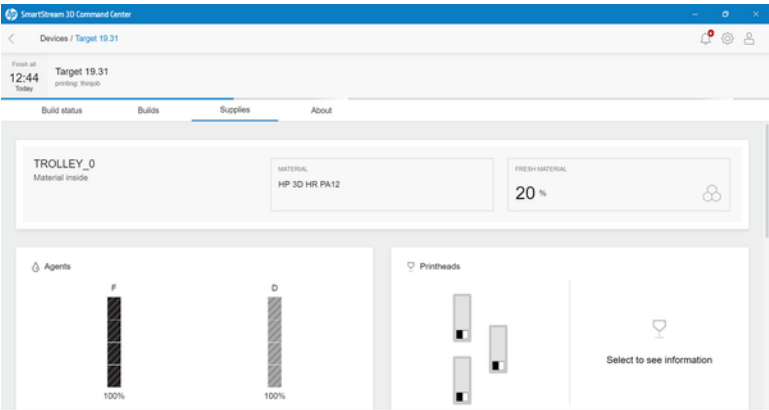 hp SmartStream 3D Command Center
Devices / Target 19.31
Finish all
12:44
Today
Target 19.31
printing: thinjob
Build status
Builds
Supplies
About
TROLLEY_0
Material inside
MATERIAL
HP 3D HR PA12
FRESH MATERIAL
20 %
Agents
F
D
100%
100%
Printheads
Select to see information